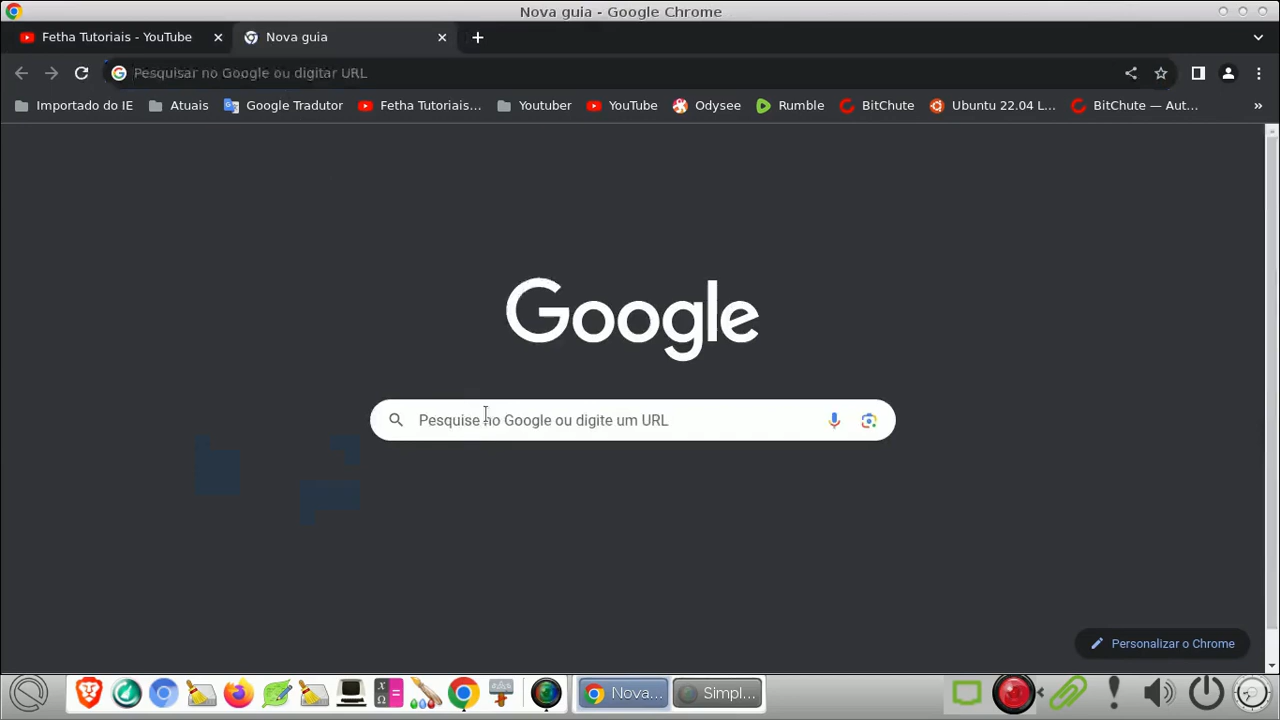 Nova guia - Google Chrome
Fetha Tutoriais - YouTube
Nova guia
Pesquisar no Google ou digitar URL
Importado do IE
Atuais
Google Tradutor
Fetha Tutoriais...
Youtuber
YouTube
Odysee
Rumble
BitChute
Ubuntu 22.04 L...
BitChute — Aut...
»
Google
Pesquise no Google ou digite um URL
Personalizar o Chrome
Nova...
Simpl...